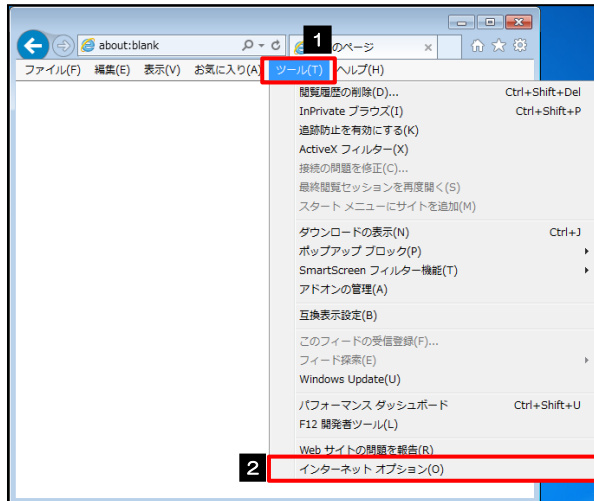 about:blank
1
のページ
ファイル(F) 編集(E) 表示(V) お気に入り(A) ツール(T) ヘルプ(H)
閲覧履歴の削除(D)... Ctrl+Shift+Del
InPrivate ブラウズ(I) Ctrl+Shift+P
追跡防止を有効にする(K)
ActiveX フィルター(X)
接続の問題を修正(C)...
最終閲覧セッションを再度開く(S)
スタート メニューにサイトを追加(M)
ダウンロードの表示(N) Ctrl+J
ポップアップ ブロック(P)
SmartScreen フィルター機能(T)
アドオンの管理(A)
互換表示設定(B)
このフィードの受信登録(F)...
フィード探索(E)
Windows Update(U)
パフォーマンス ダッシュボード Ctrl+Shift+U
F12 開発者ツール(L)
Web サイトの問題を報告(R)
2 インターネット オプション(O)